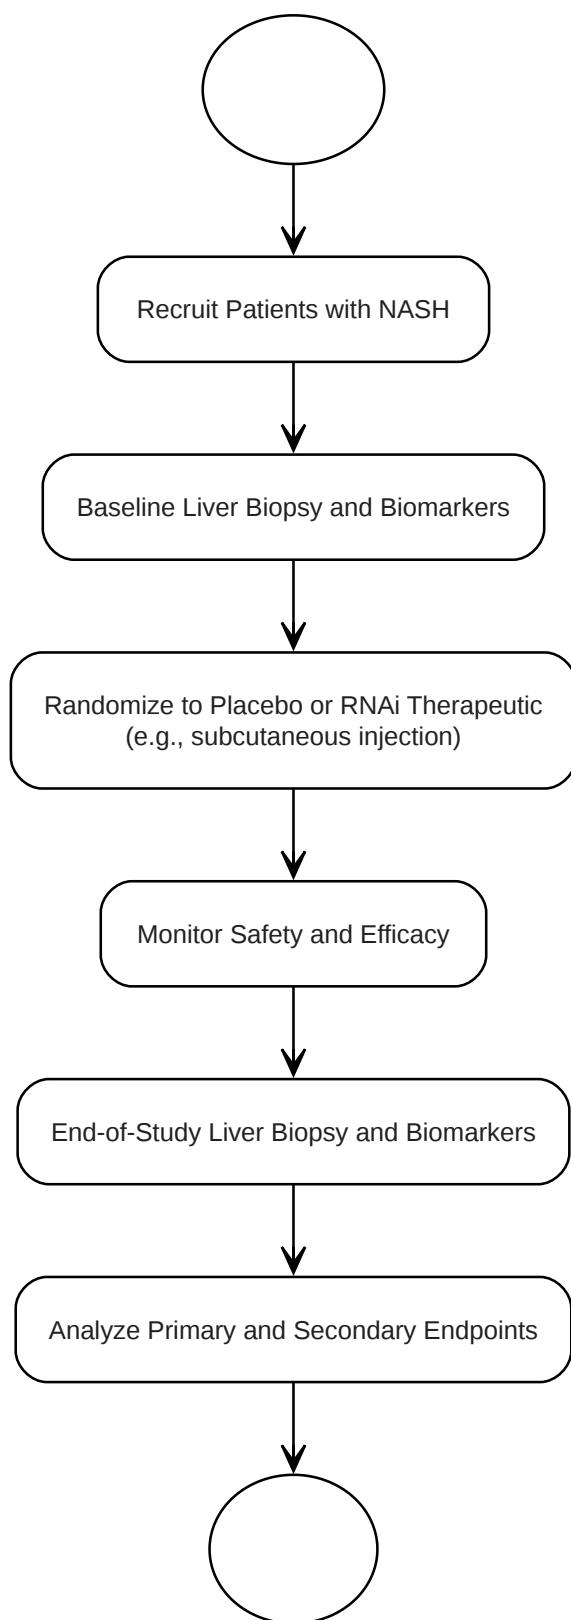 Recruit Patients with NASH
Baseline Liver Biopsy and Biomarkers
Randomize to Placebo or RNAi Therapeutic
(e.g., subcutaneous injection)
Monitor Safety and Efficacy
End-of-Study Liver Biopsy and Biomarkers
Analyze Primary and Secondary Endpoints